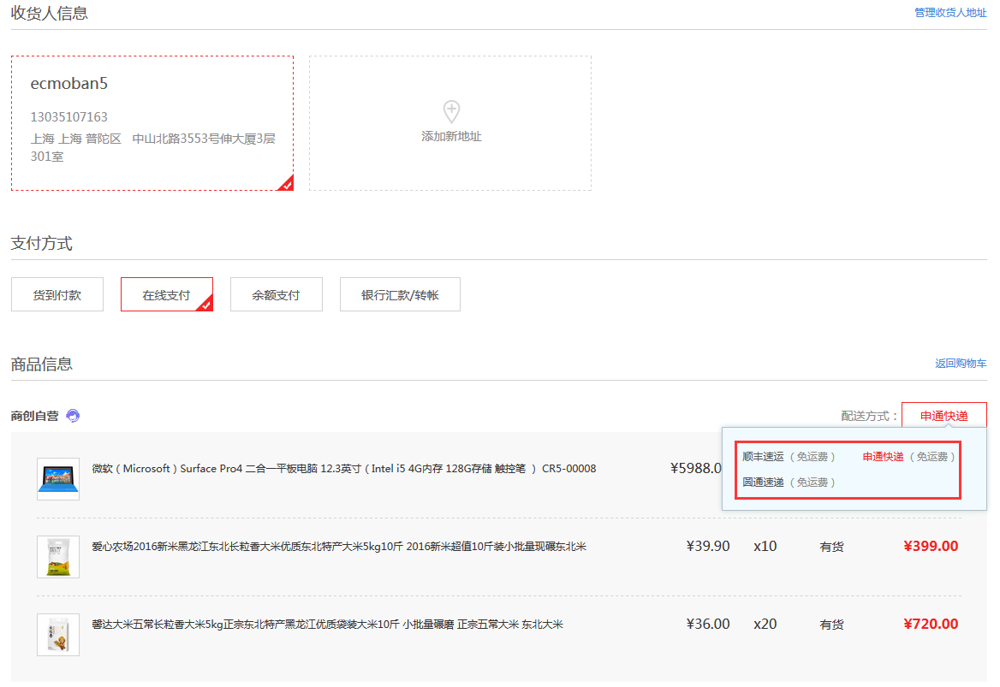 收货人信息
管理收货人地址
ecmoban5
13035107163
上海 上海 普陀区 中山北路3553号伸大厦3层
301室
添加新地址
支付方式
货到付款
在线支付
余额支付
银行汇款/转帐
商品信息
返回购物车
商创自营
配送方式：
申通快递
顺丰速运（免运费）
申通快递（免运费）
圆通速递（免运费）
微软（Microsoft）Surface Pro4 二合一平板电脑 12.3英寸（Intel i5 4G内存 128G存储 触控笔 ） CR5-00008
¥5988.0
爱心农场2016新米黑龙江东北长粒香大米优质东北特产大米5kg10斤 2016新米超值10斤装小批量现碾东北米
¥39.90
x10
有货
¥399.00
馨达大米五常长粒香大米5kg正宗东北特产黑龙江优质袋装大米10斤 小批量碾磨 正宗五常大米 东北大米
¥36.00
x20
有货
¥720.00